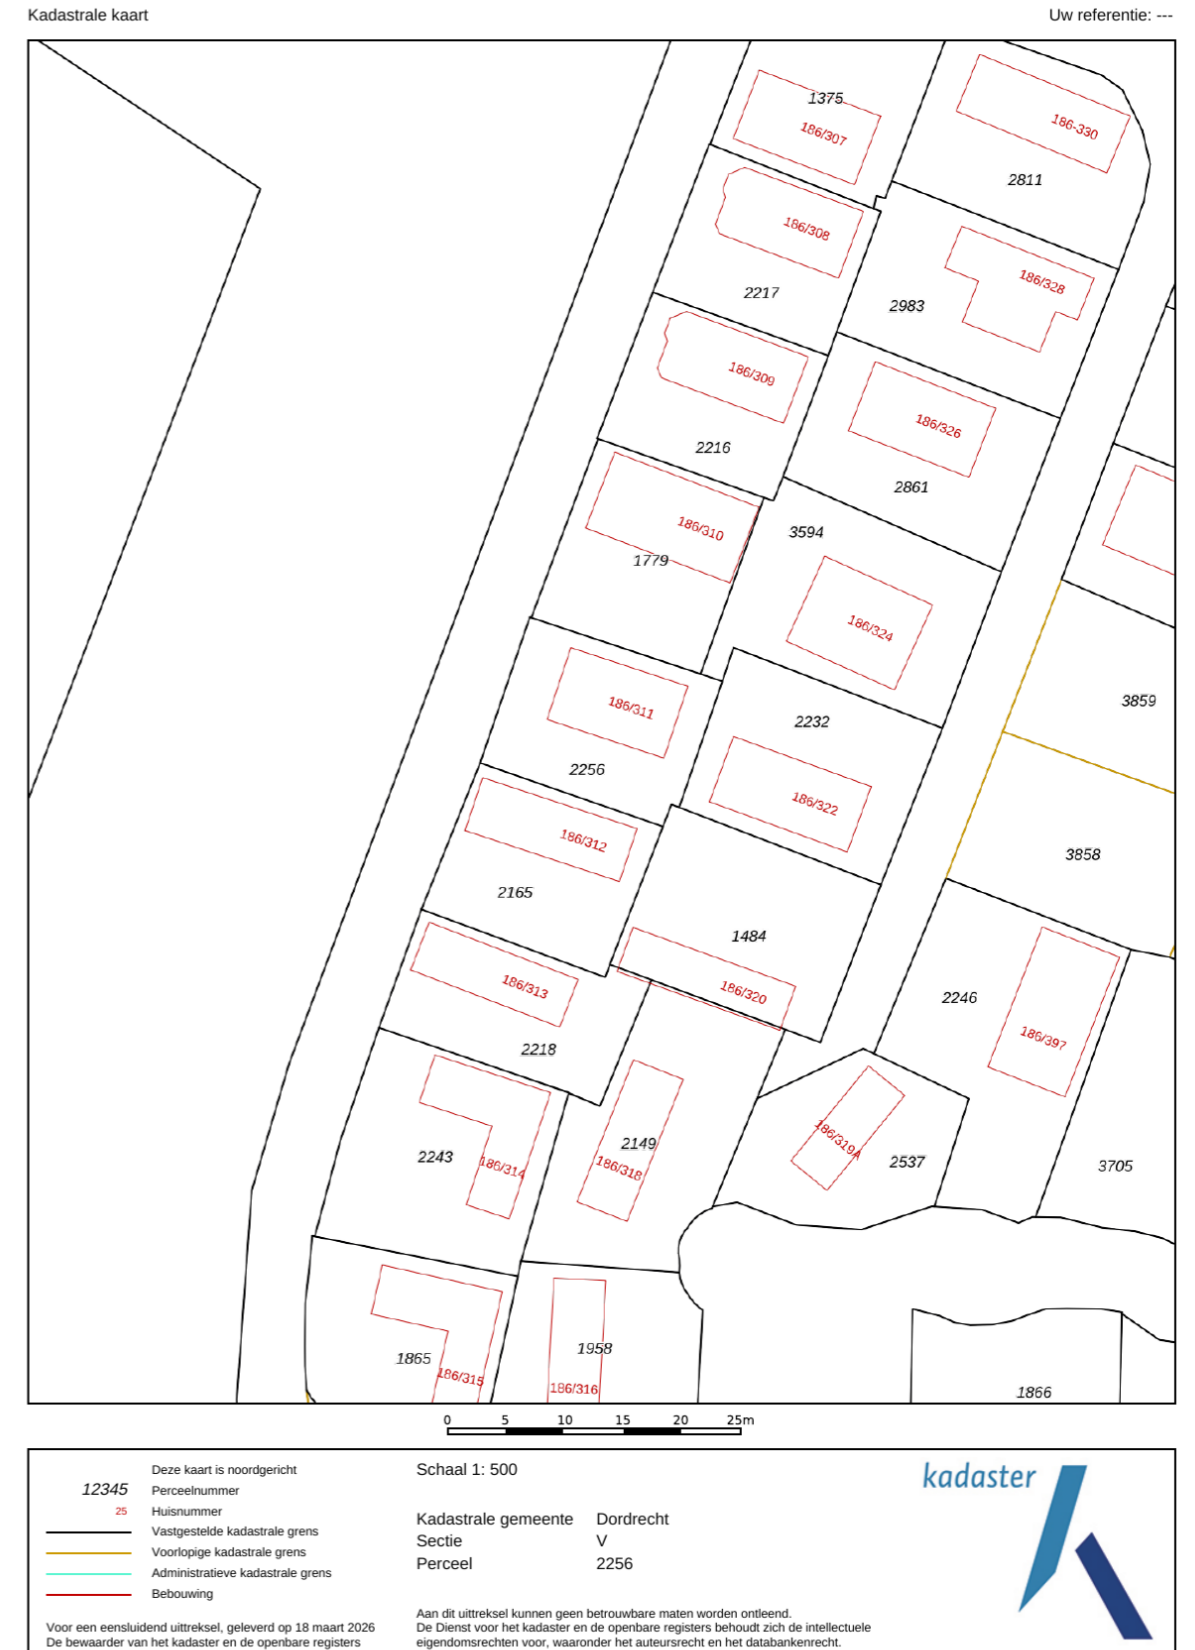 Kadastrale kaart
Uw referentie: ---
1375
186/307
186-330
2811
186/308
2217
2983
186/328
186/309
2216
186/326
2861
186/310
1779
3594
186/324
186/311
2256
2232
186/322
3859
186/312
2165
3858
186/313
2218
1484
186/320
2246
186/397
2243
186/314
2149
186/318
186/319A
2537
3705
1865
186/315
1958
186/316
1866
0 5 10 15 20 25m
Deze kaart is noordgericht
12345 Perceelnummer
25 Huisnummer
Vastgestelde kadastrale grens
Voorlopige kadastrale grens
Administratieve kadastrale grens
Bebouwing
Voor een eensluidend uittreksel, geleverd op 18 maart 2026
De bewaarder van het kadaster en de openbare registers
Schaal 1: 500
Kadastrale gemeente Dordrecht
Sectie V
Perceel 2256
Aan dit uittreksel kunnen geen betrouwbare maten worden ontleend.
De Dienst voor het kadaster en de openbare registers behoudt zich de intellectuele
eigendomsrechten voor, waaronder het auteursrecht en het databankenrecht.
kadaster